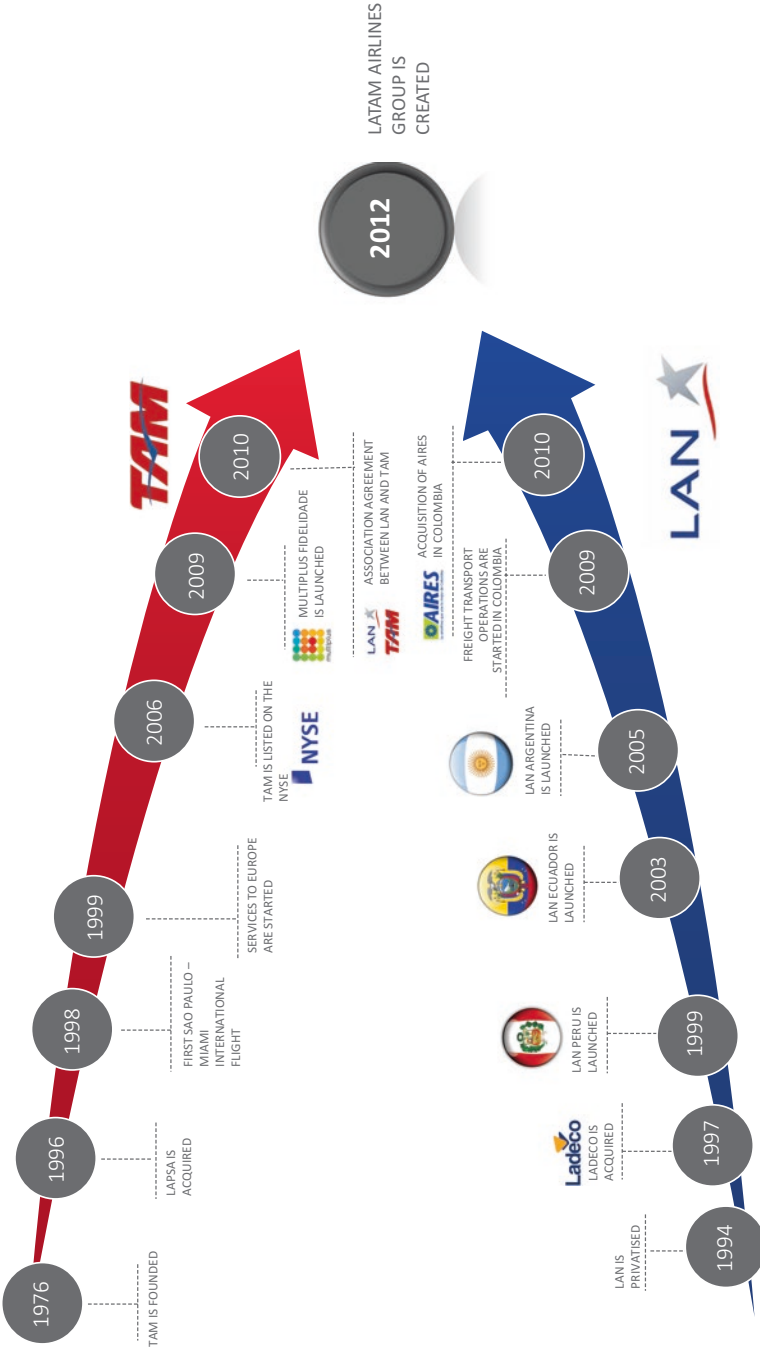 1976
TAM IS FOUNDED
1996
LAPSA IS
ACQUIRED
1998
FIRST SAO PAULO –
MIAMI
INTERNATIONAL
FLIGHT
1999
SERVICES TO EUROPE
ARE STARTED
2006
TAM IS LISTED ON THE
NYSE
NYSE
2009
MULTIPLUS FIDELIDADE
IS LAUNCHED
multiplus
2010
ASSOCIATION AGREEMENT
BETWEEN LAN AND TAM
LAN
TAM
TAM
LAN IS
PRIVATISED
1994
Ladeco
LADECO IS
ACQUIRED
1997
LAN PERU IS
LAUNCHED
1999
LAN ECUADOR IS
LAUNCHED
2003
LAN ARGENTINA
IS LAUNCHED
2005
FREIGHT TRANSPORT
OPERATIONS ARE
STARTED IN COLOMBIA
2009
AIRES
ACQUISITION OF AIRES
IN COLOMBIA
2010
LAN
2012
LATAM AIRLINES
GROUP IS
CREATED